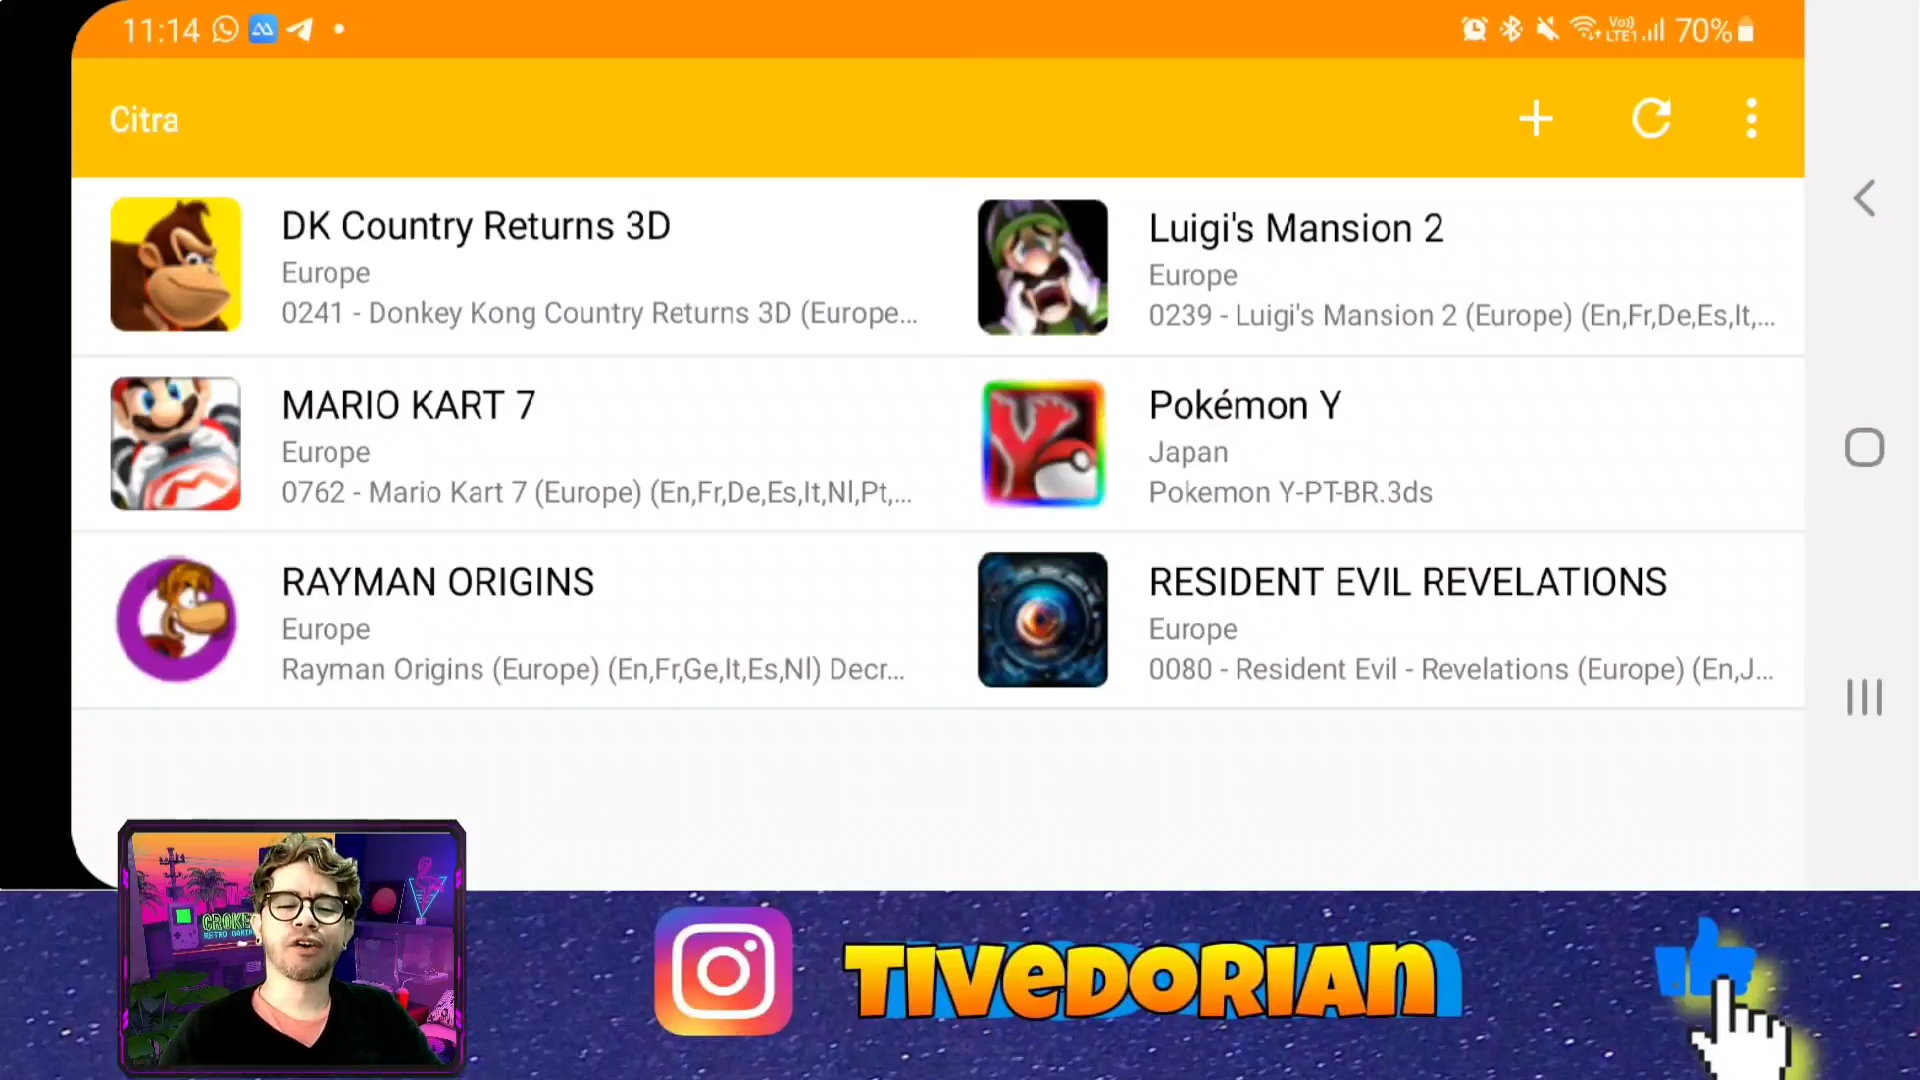 11:14
Vo))
LTE1
70%
Citra
DK Country Returns 3D
Europe
0241 - Donkey Kong Country Returns 3D (Europe...
Luigi's Mansion 2
Europe
0239 - Luigi's Mansion 2 (Europe) (En,Fr,De,Es,It,...
MARIO KART 7
Europe
0762 - Mario Kart 7 (Europe) (En,Fr,De,Es,It,Nl,Pt,...
Pokémon Y
Japan
Pokemon Y-PT-BR.3ds
RAYMAN ORIGINS
Europe
Rayman Origins (Europe) (En,Fr,Ge,It,Es,Nl) Decr...
RESIDENT EVIL REVELATIONS
Europe
0080 - Resident Evil - Revelations (Europe) (En,J...
TIVEDORIAN